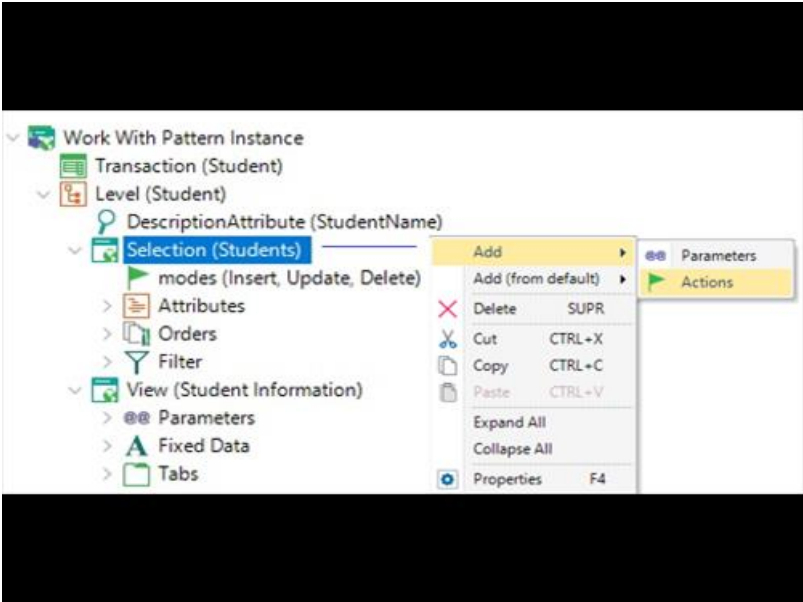 Work With Pattern Instance
Transaction (Student)
Level (Student)
DescriptionAttribute (StudentName)
Selection (Students)
modes (Insert, Update, Delete)
Attributes
Orders
Filter
View (Student Information)
@@ Parameters
A Fixed Data
Tabs
Add
Add (from default)
Delete SUPR
Cut CTRL+X
Copy CTRL+C
Paste CTRL+V
Expand All
Collapse All
Properties F4
@@ Parameters
Actions